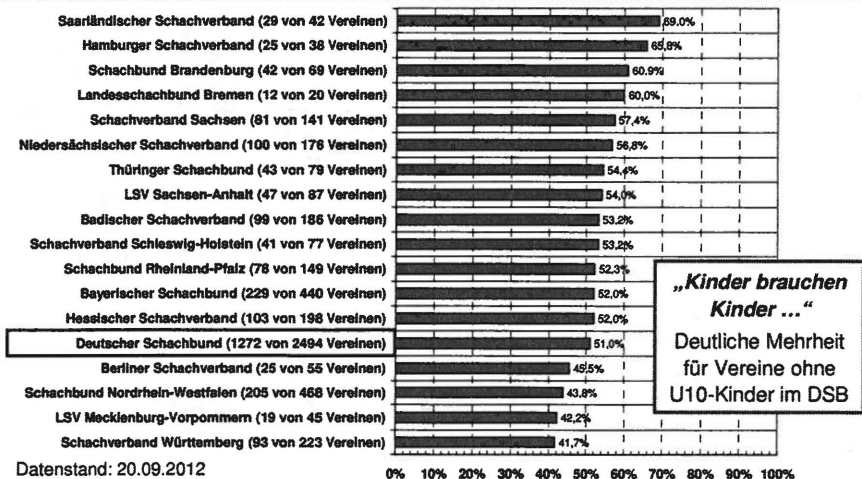 Saarländischer Schachverband (29 von 42 Vereinen) 69,0%
Hamburger Schachverband (25 von 38 Vereinen) 65,8%
Schachbund Brandenburg (42 von 69 Vereinen) 60,9%
Landesschachbund Bremen (12 von 20 Vereinen) 60,0%
Schachverband Sachsen (81 von 141 Vereinen) 57,4%
Niedersächsischer Schachverband (100 von 176 Vereinen) 56,8%
Thüringer Schachbund (43 von 79 Vereinen) 54,4%
LSV Sachsen-Anhalt (47 von 87 Vereinen) 54,0%
Badischer Schachverband (99 von 186 Vereinen) 53,2%
Schachverband Schleswig-Holstein (41 von 77 Vereinen) 53,2%
Schachbund Rheinland-Pfalz (78 von 149 Vereinen) 52,3%
Bayerischer Schachbund (229 von 440 Vereinen) 52,0%
Hessischer Schachverband (103 von 198 Vereinen) 52,0%
Deutscher Schachbund (1272 von 2494 Vereinen) 51,0%
Berliner Schachverband (25 von 55 Vereinen) 45,5%
Schachbund Nordrhein-Westfalen (205 von 468 Vereinen) 43,8%
LSV Mecklenburg-Vorpommern (19 von 45 Vereinen) 42,2%
Schachverband Württemberg (93 von 223 Vereinen) 41,7%
„Kinder brauchen
Kinder ...“
Deutliche Mehrheit
für Vereine ohne
U10-Kinder im DSB
Datenstand: 20.09.2012
0% 10% 20% 30% 40% 50% 60% 70% 80% 90% 100%